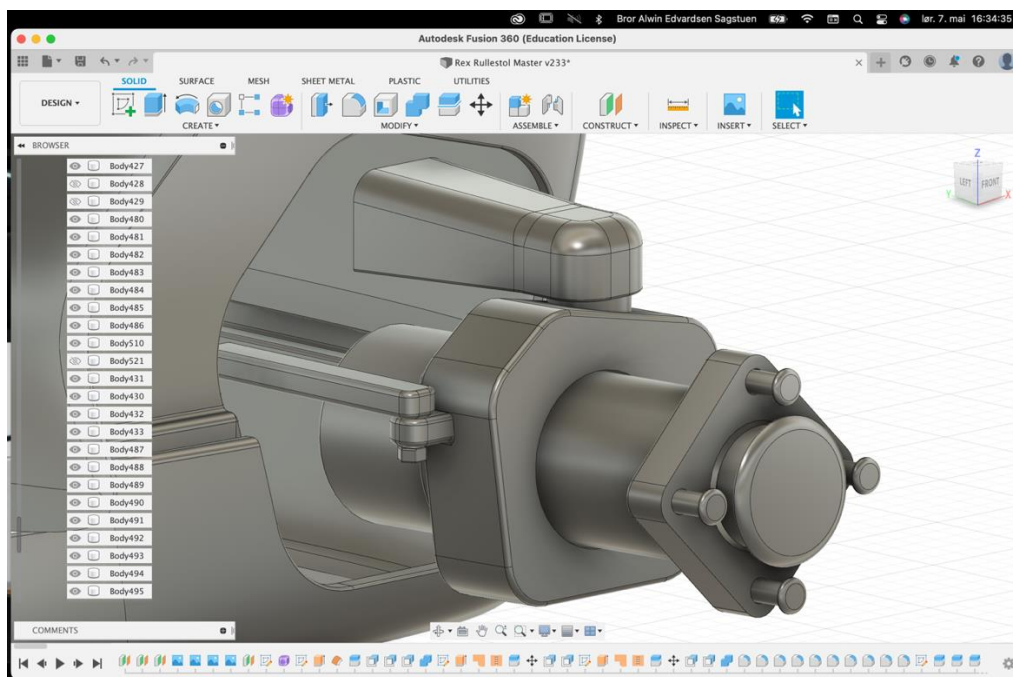 Bror Alwin Edvardsen Sagstuen lør. 7. mai 16:34:35
Autodesk Fusion 360 (Education License)
Rex Rullestol Master v233*
SOLID SURFACE MESH SHEET METAL PLASTIC UTILITIES
DESIGN
CREATE MODIFY ASSEMBLE CONSTRUCT INSPECT INSERT SELECT
BROWSER
Body427
Body428
Body429
Body480
Body481
Body482
Body483
Body484
Body485
Body486
Body510
Body521
Body431
Body430
Body432
Body433
Body487
Body488
Body489
Body490
Body491
Body492
Body493
Body494
Body495
Z
LEFT FRONT
Y X
COMMENTS